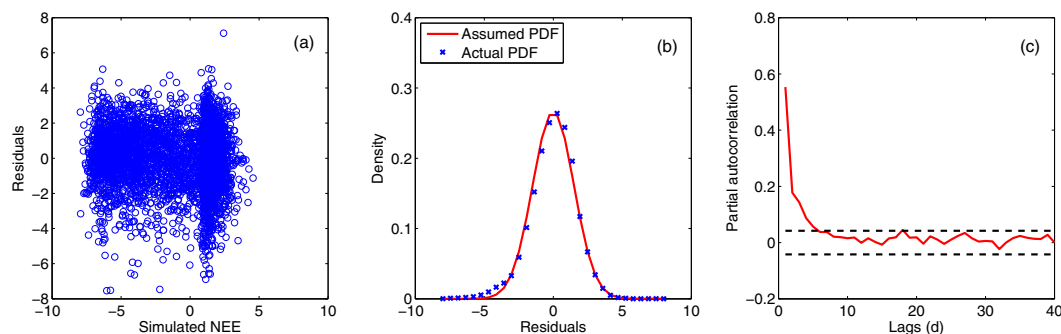 (a)
Residuals
8
6
4
2
0
−2
−4
−6
−8
−10 −5 0 5 10
Simulated NEE
(b)
Assumed PDF
Actual PDF
Density
0.4
0.3
0.2
0.1
0
−10 −5 0 5 10
Residuals
(c)
Partial autocorrelation
0.8
0.6
0.4
0.2
0
−0.2
0 10 20 30 40
Lags (d)